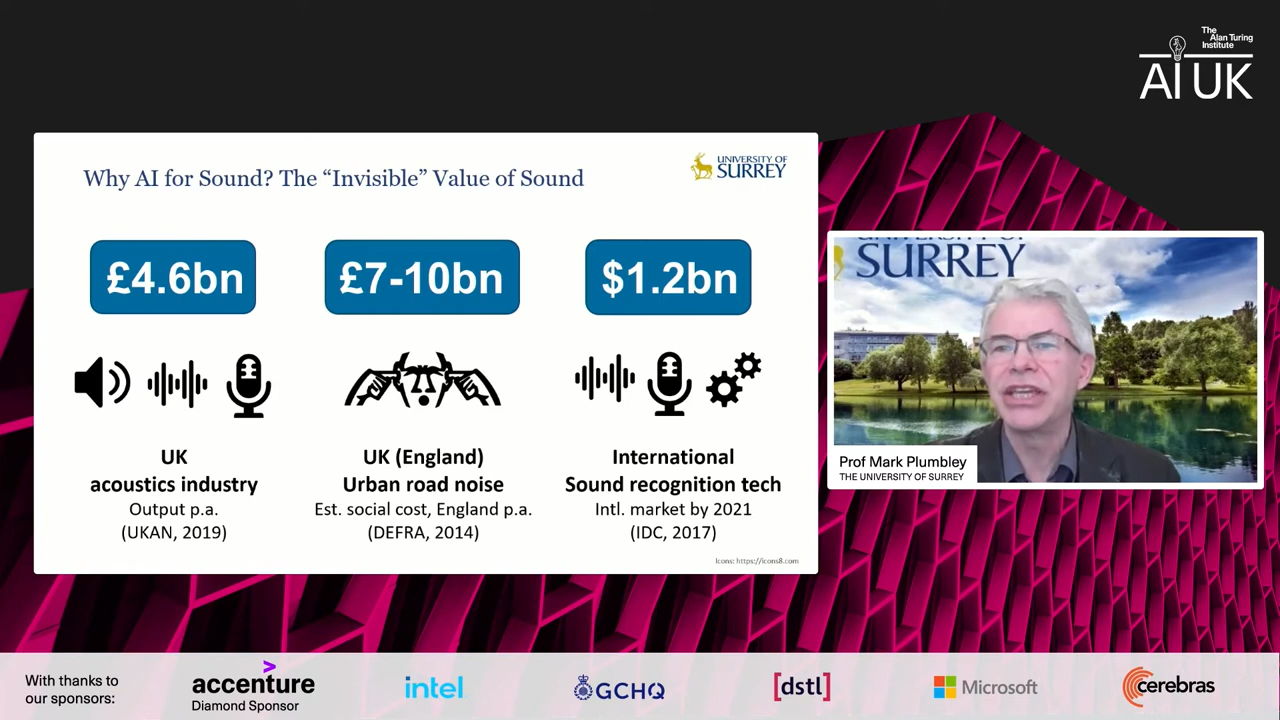 The
Alan Turing
Institute
AI UK
Why AI for Sound? The “Invisible” Value of Sound
UNIVERSITY OF
SURREY
£4.6bn
£7-10bn
$1.2bn
UK
acoustics industry
Output p.a.
(UKAN, 2019)
UK (England)
Urban road noise
Est. social cost, England p.a.
(DEFRA, 2014)
International
Sound recognition tech
Intl. market by 2021
(IDC, 2017)
Icons: https://icons8.com
UNIVERSITY OF
SURREY
Prof Mark Plumbley
THE UNIVERSITY OF SURREY
With thanks to
our sponsors:
accenture
Diamond Sponsor
intel
GCHQ
[dstl]
Microsoft
cerebras